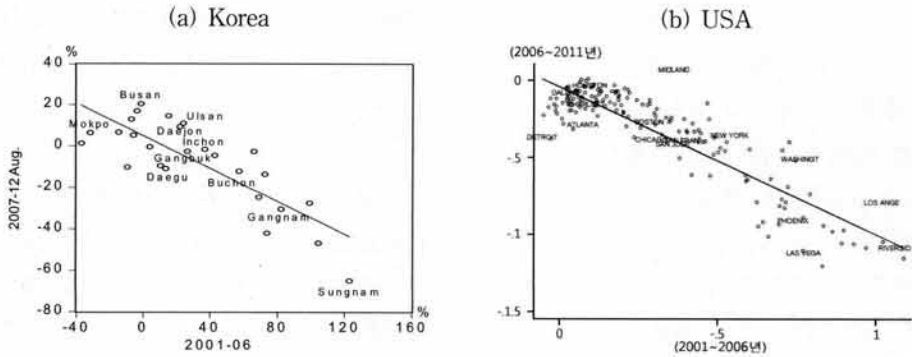 (a) Korea
%
40
20
0
-20
-40
-60
-80
2007-12 Aug.
Busan
Ulsan
Mokpo
Daejon
Inchon
Gangbuk
Daegu
Buchon
Gangnam
Sungnam
-40 0 40 80 120 160
%
2001-06
(b) USA
(2006~2011년)
0
-.5
-.1
-.15
MIDLAND
ATLANTA
DETROIT
BOSTON
NEW YORK
WASHINGT
LOS ANGE
PHOENIX
LAS VEGA
RIVERSID
0 .5 1
(2001~2006년)